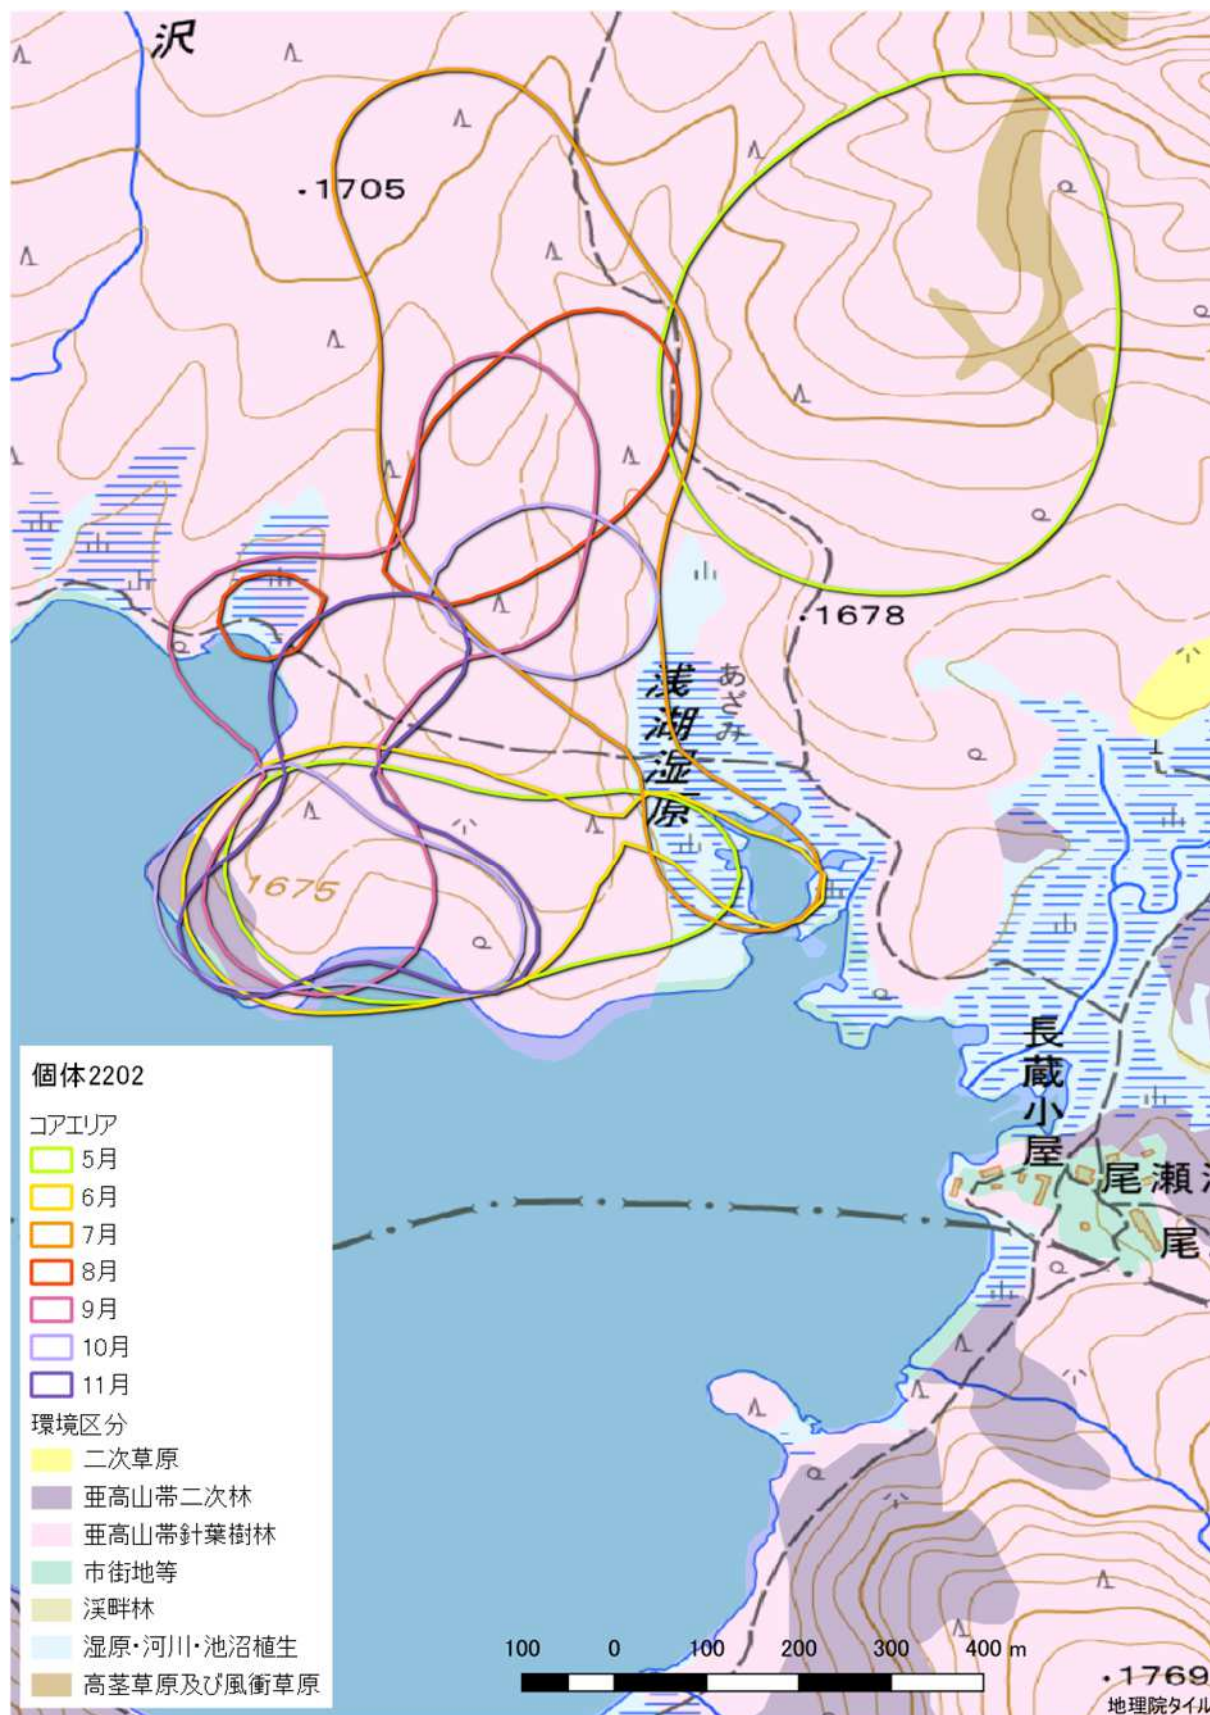 沢
・1705
・1678
浅湖湿原
あざみ
1675
長蔵小屋
尾瀬
尾
個体2202
コアエリア
5月
6月
7月
8月
9月
10月
11月
環境区分
二次草原
亜高山帯二次林
亜高山帯針葉樹林
市街地等
渓畔林
湿原・河川・池沼植生
高茎草原及び風衝草原
100 0 100 200 300 400 m
・1769
地理院タイル